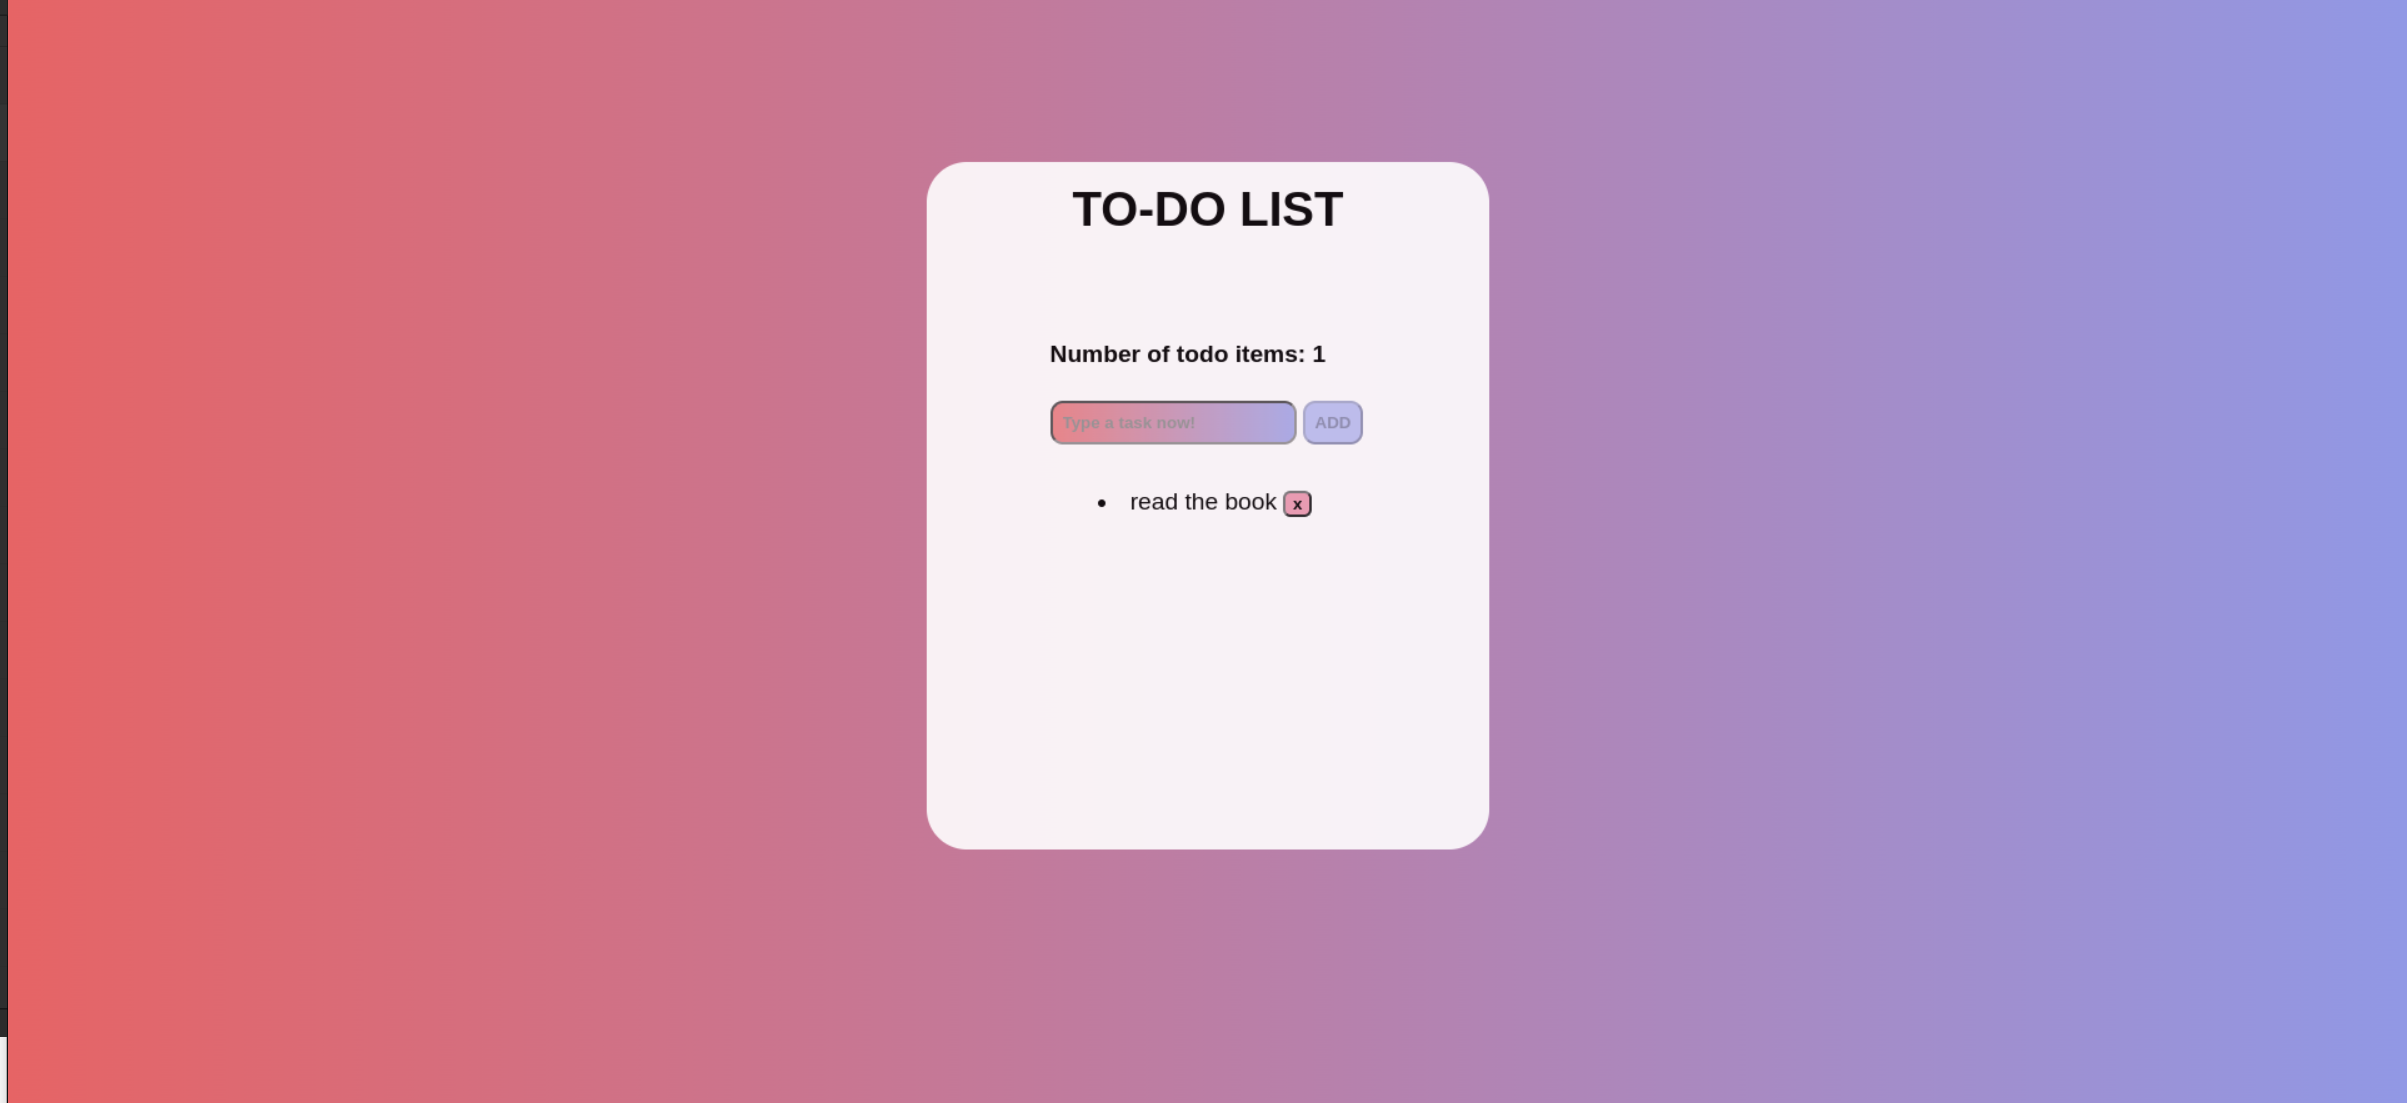 TO-DO LIST
Number of todo items: 1
Type a task now! ADD
• read the book x